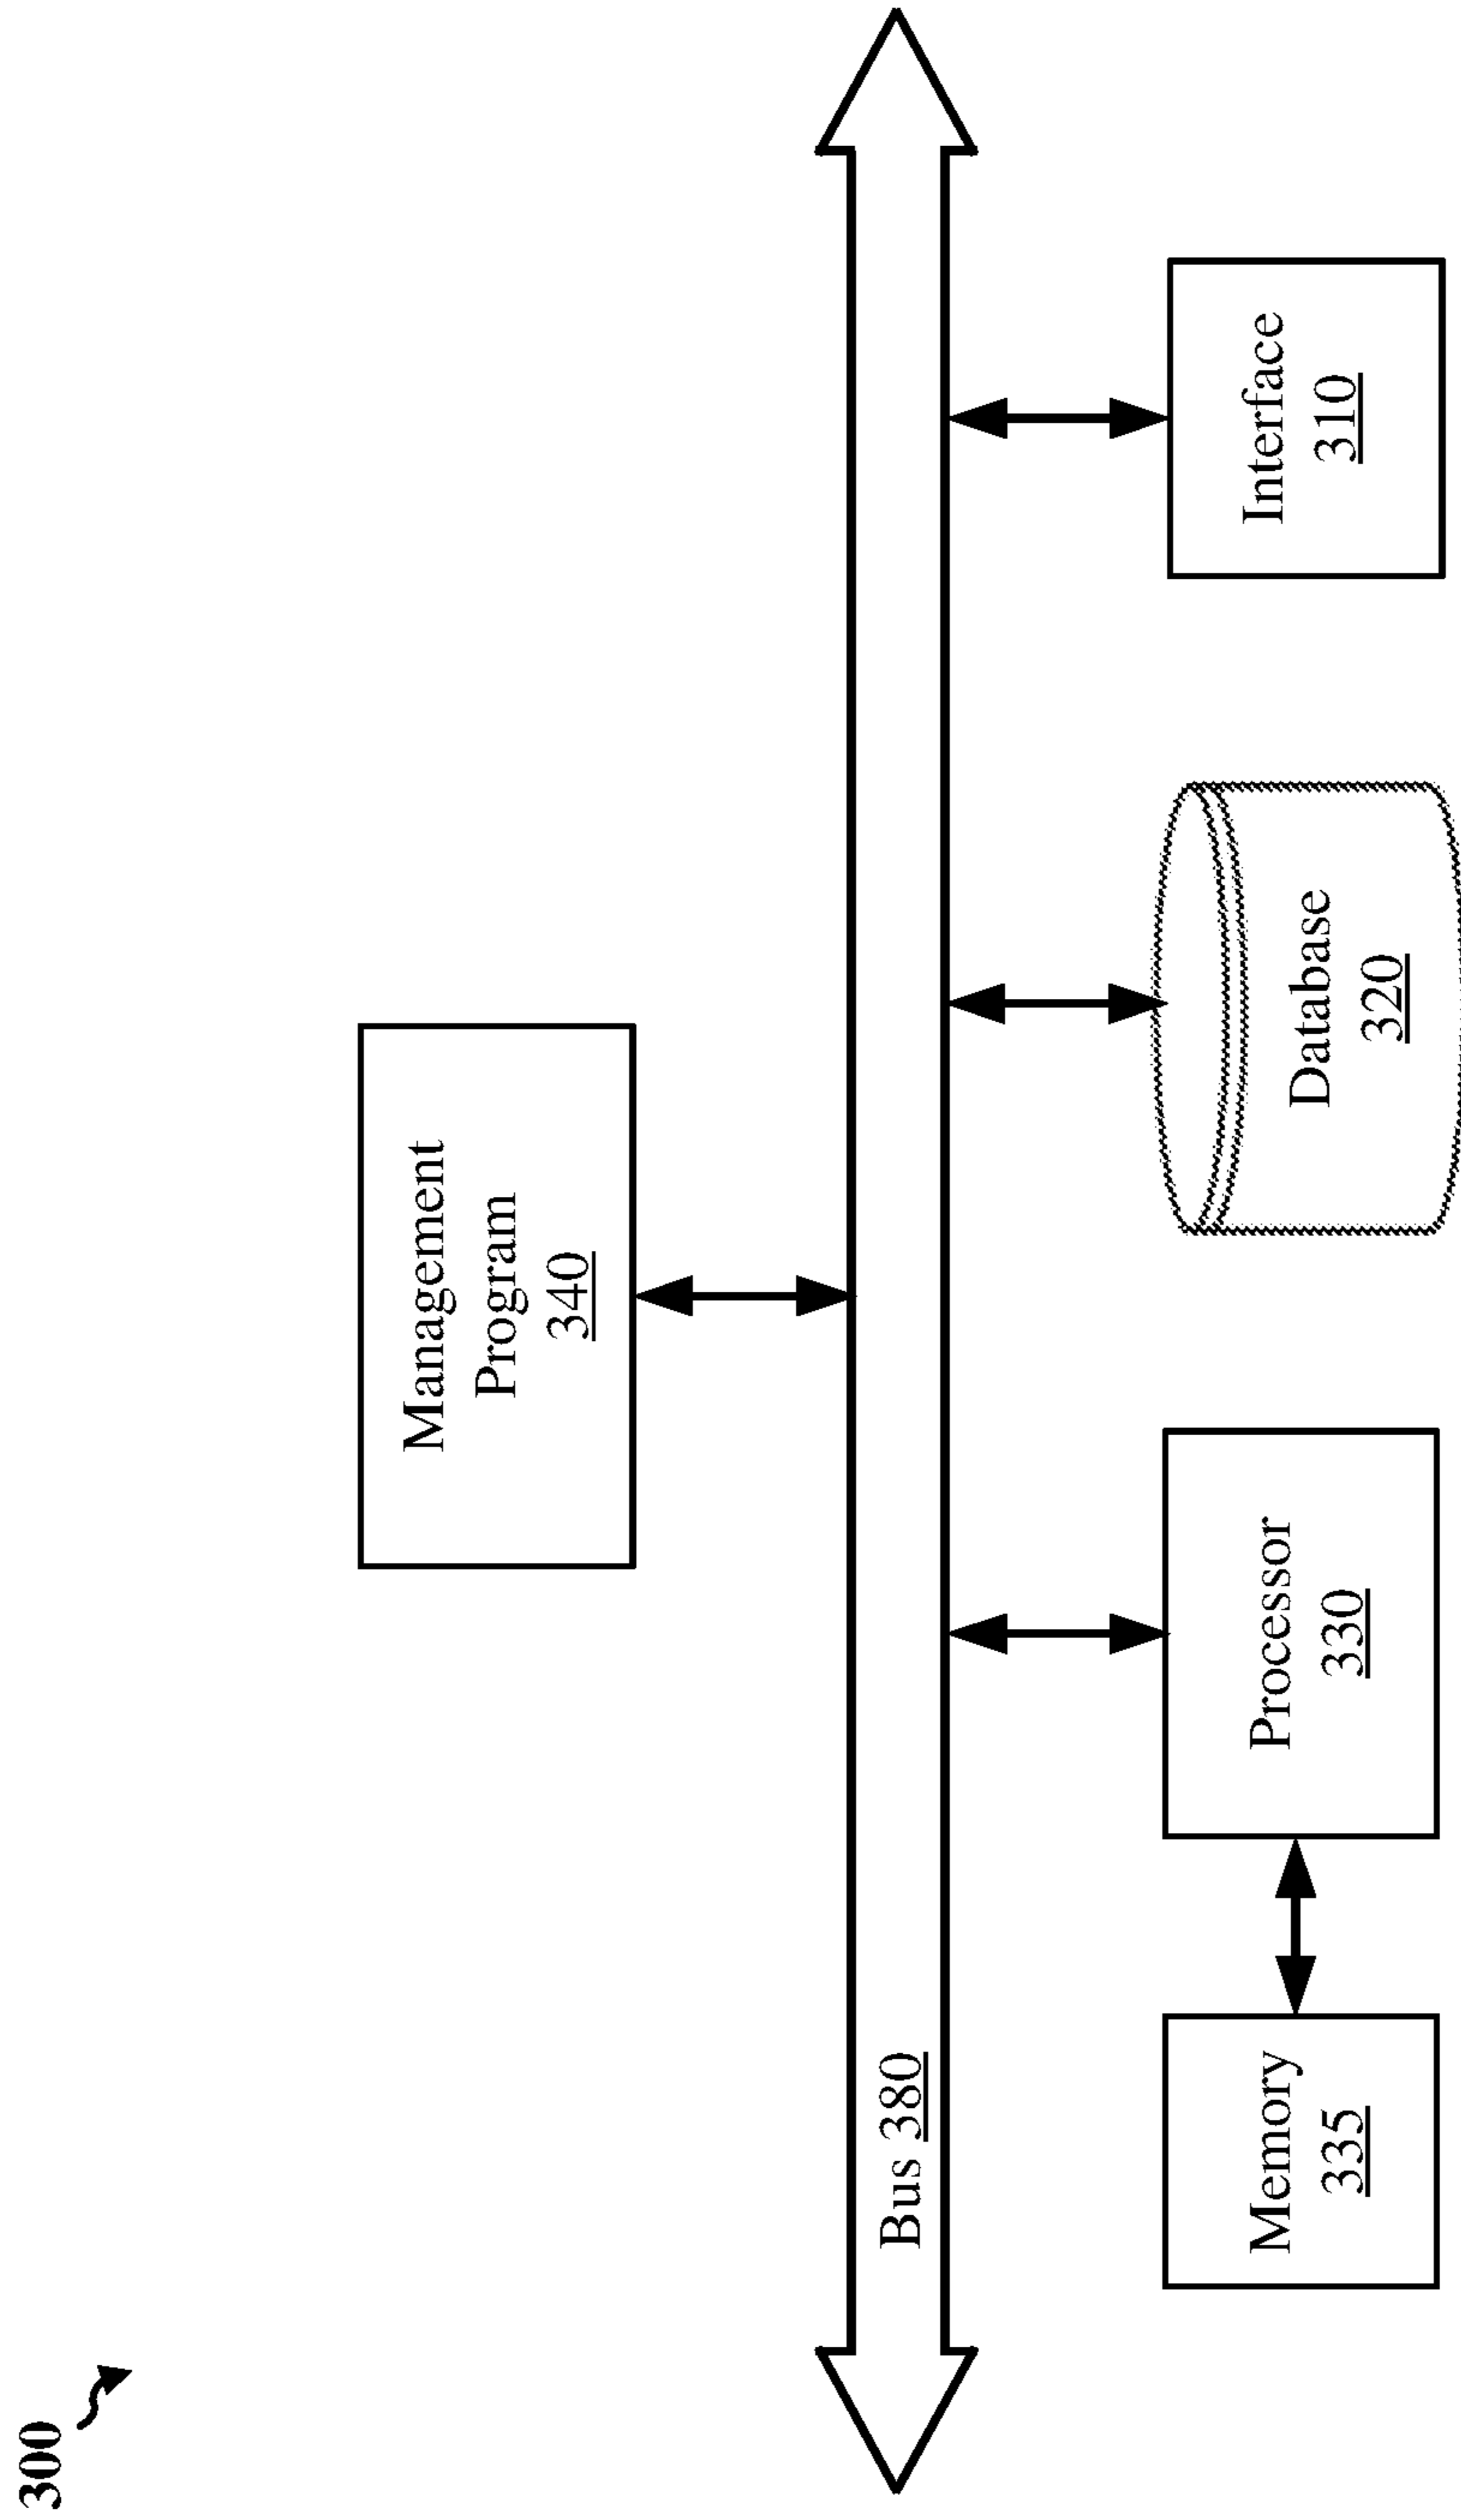 300
Management
Program
340
Bus 380
Memory
335
Processor
330
Database
320
Interface
310